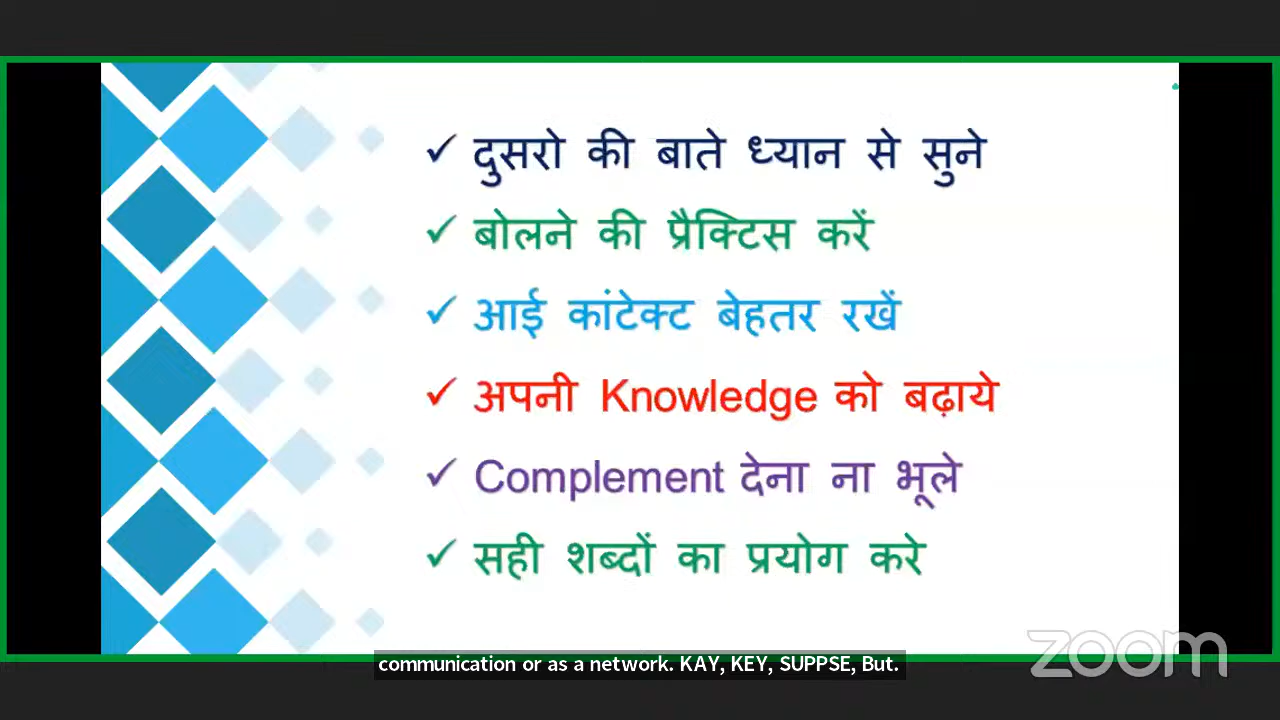 ✓ दुसरो की बाते ध्यान से सुने
✓ बोलने की प्रैक्टिस करें
✓ आई कांटेक्ट बेहतर रखें
✓ अपनी Knowledge को बढ़ाये
✓ Complement देना ना भूले
✓ सही शब्दों का प्रयोग करे
zoom
communication or as a network. KAY, KEY, SUPPSE, But.